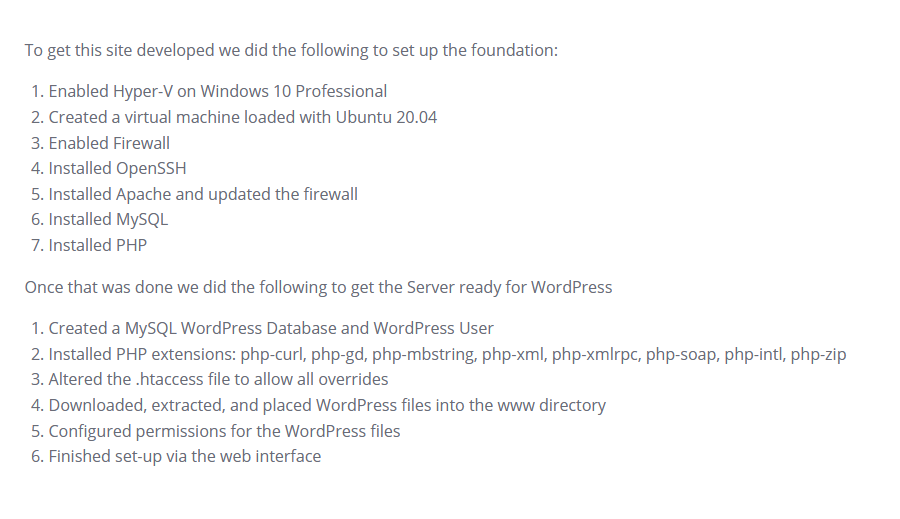 To get this site developed we did the following to set up the foundation:
1. Enabled Hyper-V on Windows 10 Professional
2. Created a virtual machine loaded with Ubuntu 20.04
3. Enabled Firewall
4. Installed OpenSSH
5. Installed Apache and updated the firewall
6. Installed MySQL
7. Installed PHP
Once that was done we did the following to get the Server ready for WordPress
1. Created a MySQL WordPress Database and WordPress User
2. Installed PHP extensions: php-curl, php-gd, php-mbstring, php-xml, php-xmlrpc, php-soap, php-intl, php-zip
3. Altered the .htaccess file to allow all overrides
4. Downloaded, extracted, and placed WordPress files into the www directory
5. Configured permissions for the WordPress files
6. Finished set-up via the web interface